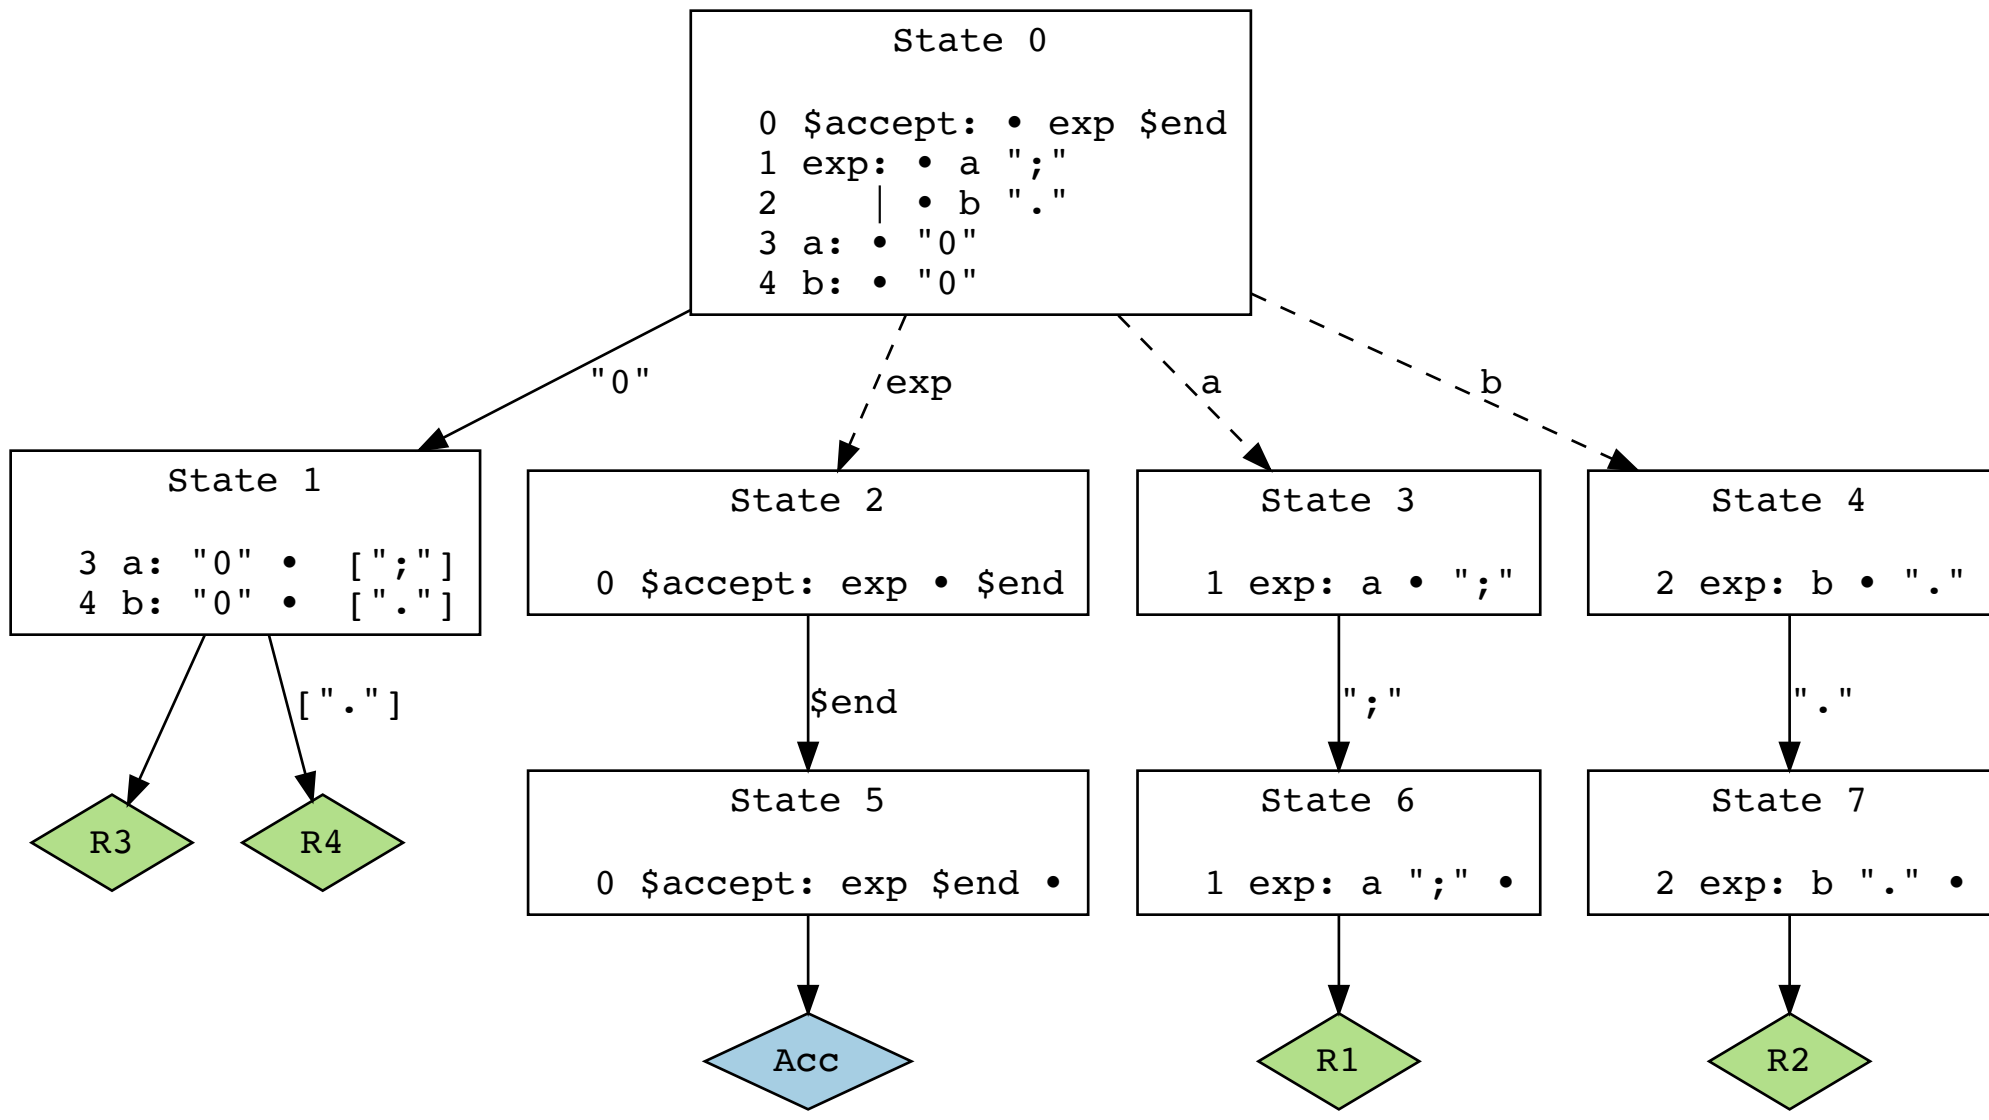 State 0
0 $accept: • exp $end
1 exp: • a ";"
2 | • b "."
3 a: • "0"
4 b: • "0"
"0"
exp
a
b
State 1
3 a: "0" • [";"]
4 b: "0" • ["."]
State 2
0 $accept: exp • $end
State 3
1 exp: a • ";"
State 4
2 exp: b • "."
["."]
$end
";"
"."
R3
R4
State 5
0 $accept: exp $end •
State 6
1 exp: a ";" •
State 7
2 exp: b "." •
Acc
R1
R2